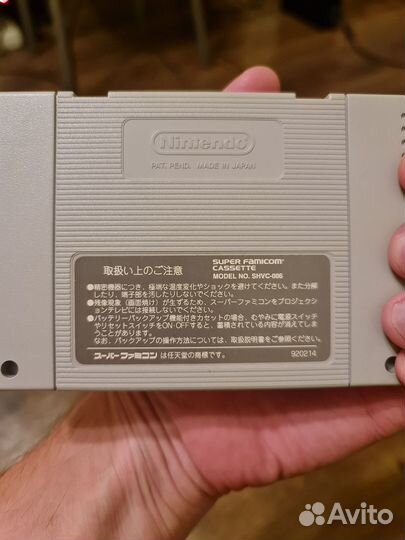 Nintendo
PAT. PEND. MADE IN JAPAN
取扱い上のご注意
SUPER FAMICOM
CASSETTE
MODEL NO. SHVC-006
●精密機器につき、極端な温度変化やショックを避けてください。また分解
したり、端子部を汚したりしないでください。
●残像現象(画面焼け)が生ずるため、スーパーファミコンをプロジェクシ
ョンテレビには接続しないでください。
●バッテリーバックアップ機能付きカセットの場合、むやみに電源スイッチ
やリセットスイッチをON・OFFすると、蓄積されている内容が消えてしま
うことがあります。
なお、バックアップの操作方法については、取扱説明書をご参照ください。
スーパーファミコン は任天堂の商標です。
920214
Avito